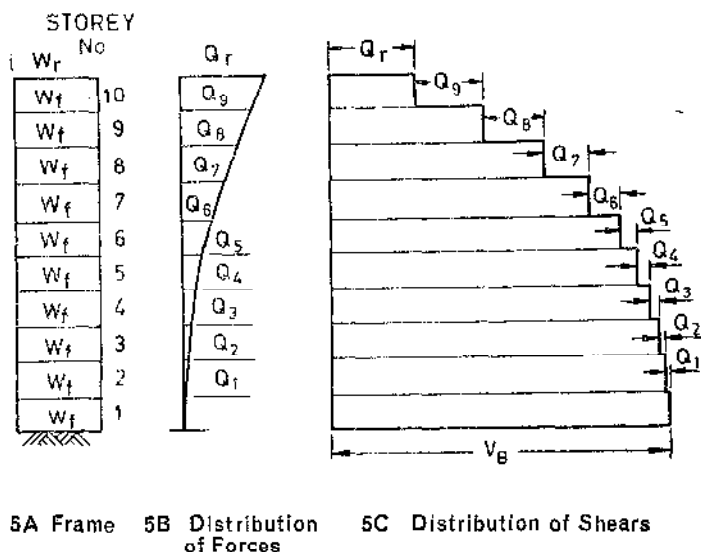 STOREY
No
i Wr
Wf 10
Wf 9
Wf 8
Wf 7
Wf 6
Wf 5
Wf 4
Wf 3
Wf 2
Wf 1
Qr
Q9
Q8
Q7
Q6
Q5
Q4
Q3
Q2
Q1
Qr
Q9
Q8
Q7
Q6
Q5
Q4
Q3
Q2
Q1
VB
5A Frame 5B Distribution of Forces 5C Distribution of Shears